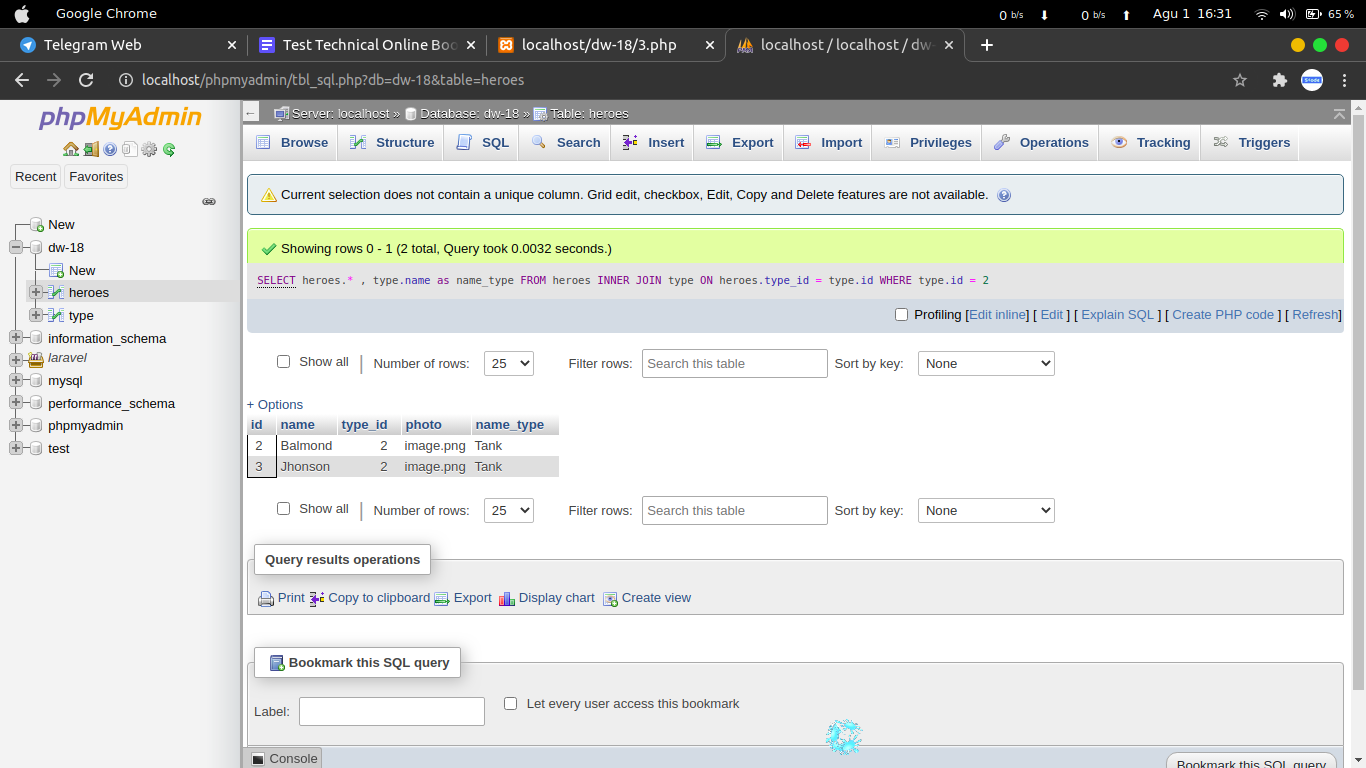 Google Chrome 0 b/s 0 b/s Agu 1 16:31 65 %
Telegram Web Test Technical Online Boo localhost/dw-18/3.php localhost / localhost / dw-
localhost/phpmyadmin/tbl_sql.php?db=dw-18&table=heroes
phpMyAdmin
Recent Favorites
New
dw-18
New
heroes
type
information_schema
laravel
mysql
performance_schema
phpmyadmin
test
Server: localhost » Database: dw-18 » Table: heroes
Browse Structure SQL Search Insert Export Import Privileges Operations Tracking Triggers
Current selection does not contain a unique column. Grid edit, checkbox, Edit, Copy and Delete features are not available.
Showing rows 0 - 1 (2 total, Query took 0.0032 seconds.)
SELECT heroes.* , type.name as name_type FROM heroes INNER JOIN type ON heroes.type_id = type.id WHERE type.id = 2
Profiling [Edit inline] [ Edit ] [ Explain SQL ] [ Create PHP code ] [ Refresh]
Show all | Number of rows: 25 Filter rows: Search this table Sort by key: None
+ Options
id name type_id photo name_type
2 Balmond 2 image.png Tank
3 Jhonson 2 image.png Tank
Show all | Number of rows: 25 Filter rows: Search this table Sort by key: None
Query results operations
Print Copy to clipboard Export Display chart Create view
Bookmark this SQL query
Label: Let every user access this bookmark
Console
Bookmark this SQL query